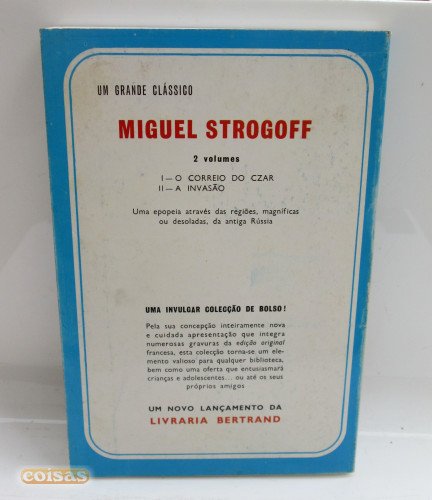 UM GRANDE CLÁSSICO
MIGUEL STROGOFF
2 volumes
I — O CORREIO DO CZAR
II — A INVASÃO
Uma epopeia através das regiões, magníficas
ou desoladas, da antiga Rússia
UMA INVULGAR COLECÇÃO DE BOLSO!
Pela sua concepção inteiramente nova
e cuidada apresentação que integra
numerosas gravuras da edição original
francesa, esta colecção torna-se um ele-
mento valioso para qualquer biblioteca,
bem como uma oferta que entusiasmará
crianças e adolescentes... ou até os seus
próprios amigos
UM NOVO LANÇAMENTO DA
LIVRARIA BERTRAND
coisas